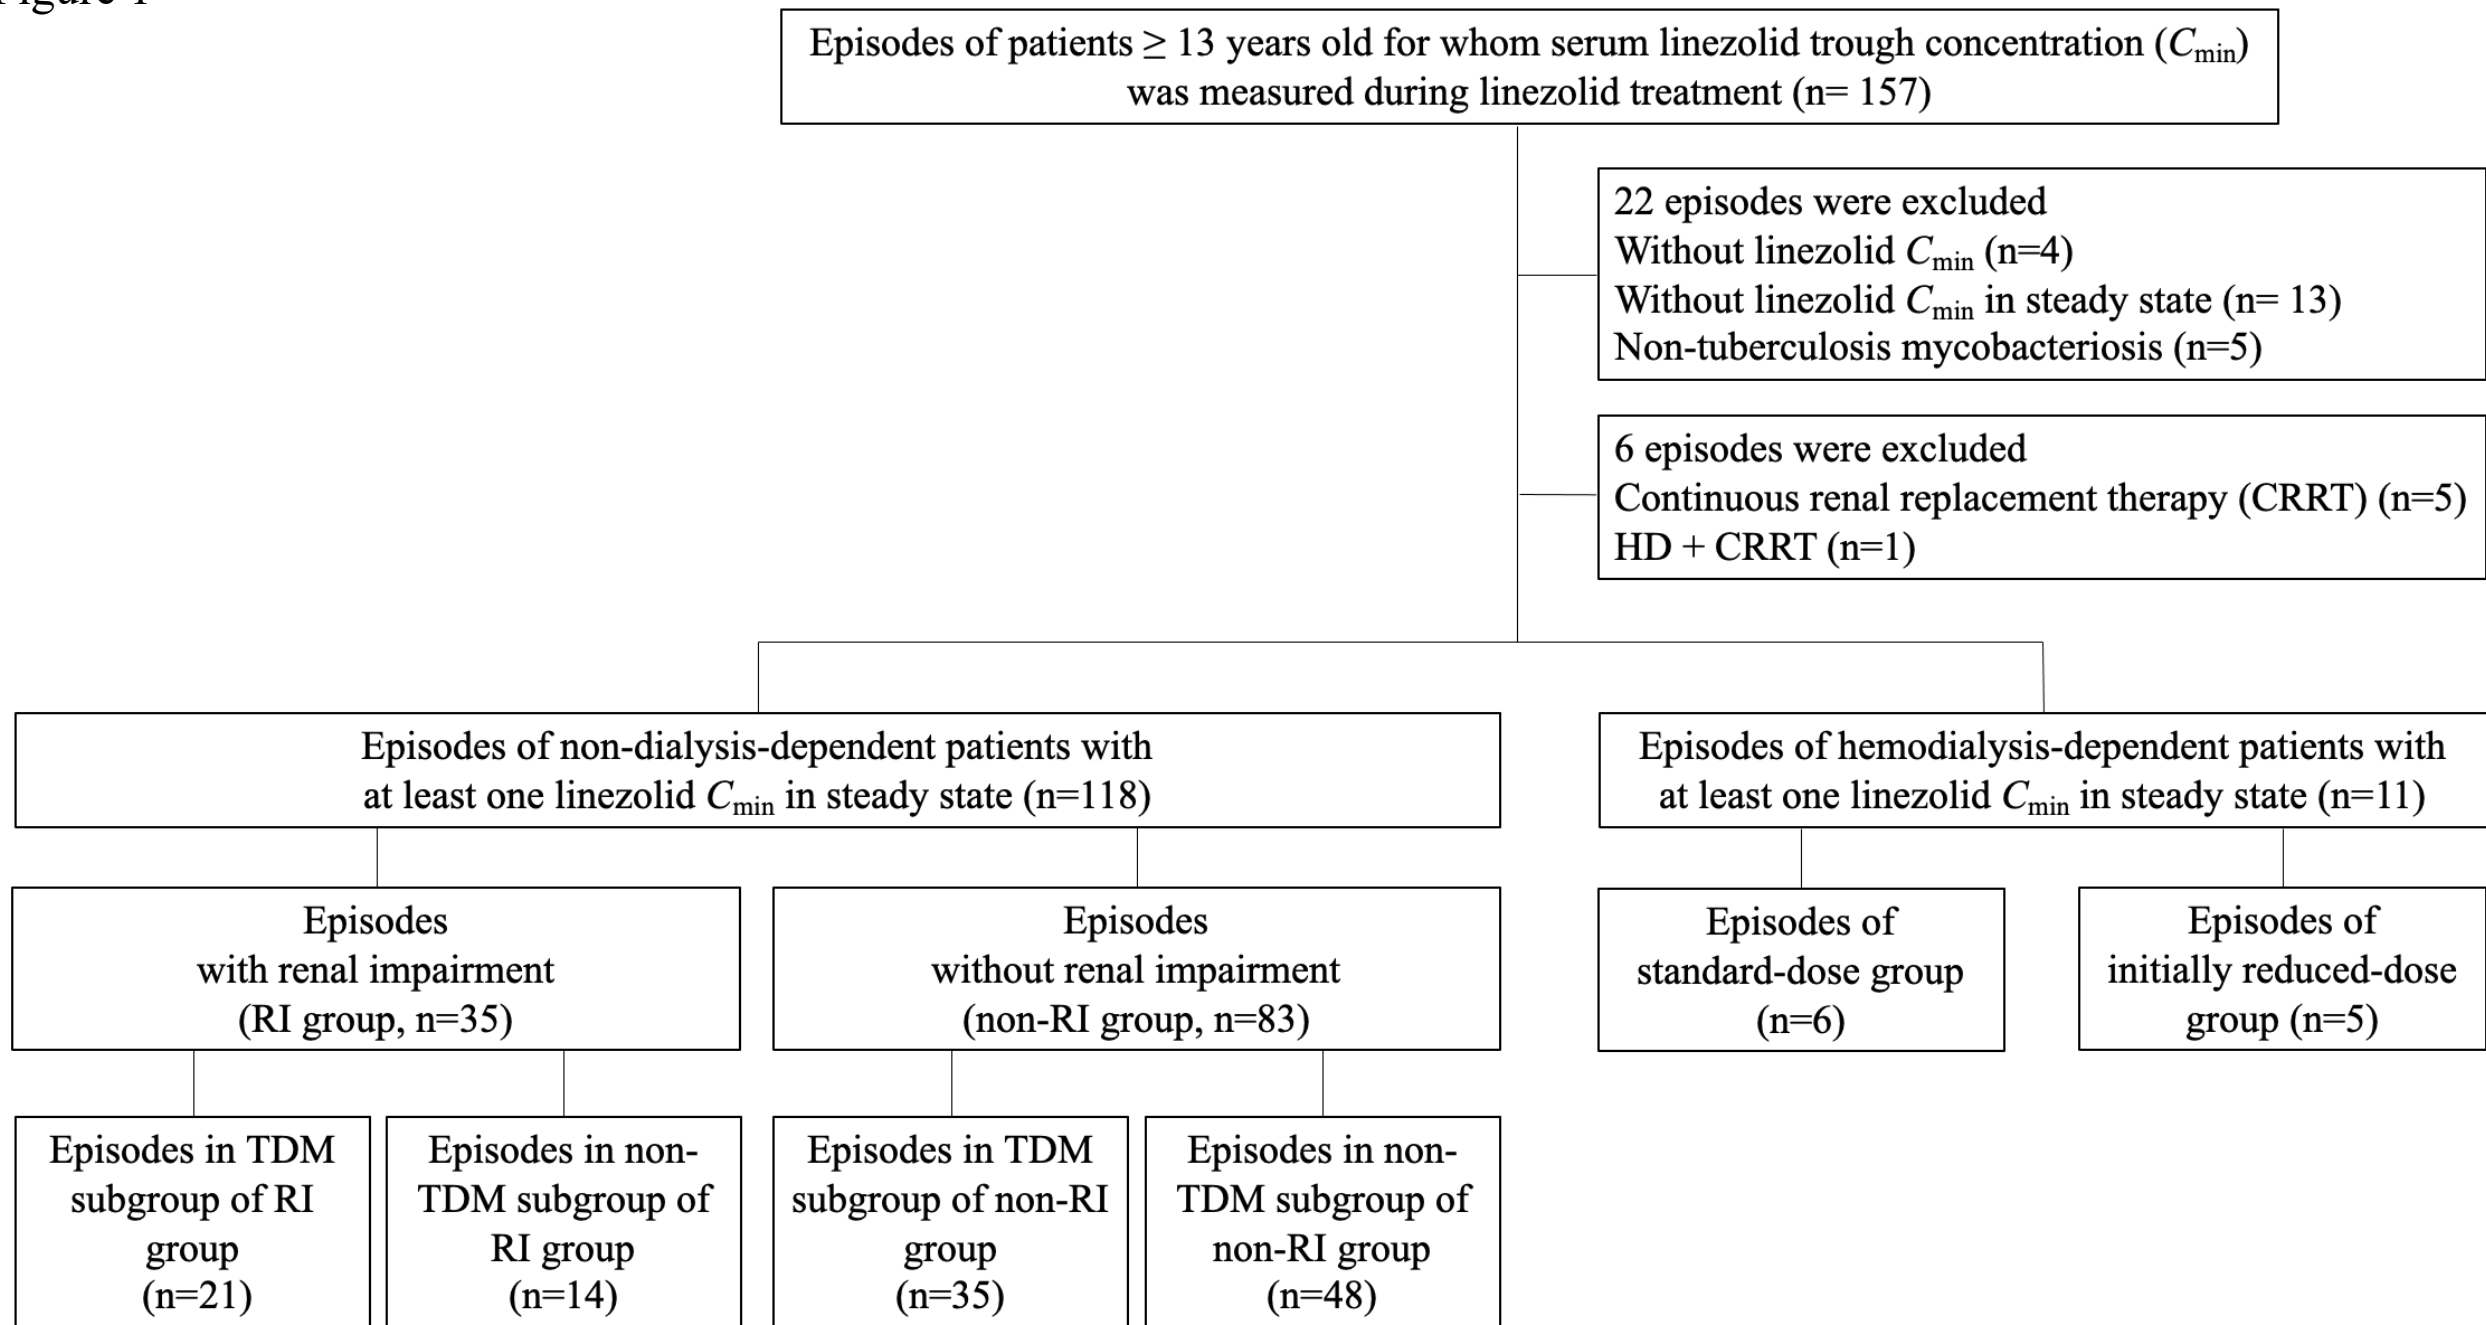 Figure 1
Episodes of patients ≥ 13 years old for whom serum linezolid trough concentration (Cmin)
was measured during linezolid treatment (n= 157)
22 episodes were excluded
Without linezolid Cmin (n=4)
Without linezolid Cmin in steady state (n= 13)
Non-tuberculosis mycobacteriosis (n=5)
6 episodes were excluded
Continuous renal replacement therapy (CRRT) (n=5)
HD + CRRT (n=1)
Episodes of non-dialysis-dependent patients with
at least one linezolid Cmin in steady state (n=118)
Episodes of hemodialysis-dependent patients with
at least one linezolid Cmin in steady state (n=11)
Episodes
with renal impairment
(RI group, n=35)
Episodes
without renal impairment
(non-RI group, n=83)
Episodes of
standard-dose group
(n=6)
Episodes of
initially reduced-dose
group (n=5)
Episodes in TDM
subgroup of RI
group
(n=21)
Episodes in non-
TDM subgroup of
RI group
(n=14)
Episodes in TDM
subgroup of non-RI
group
(n=35)
Episodes in non-
TDM subgroup of
non-RI group
(n=48)